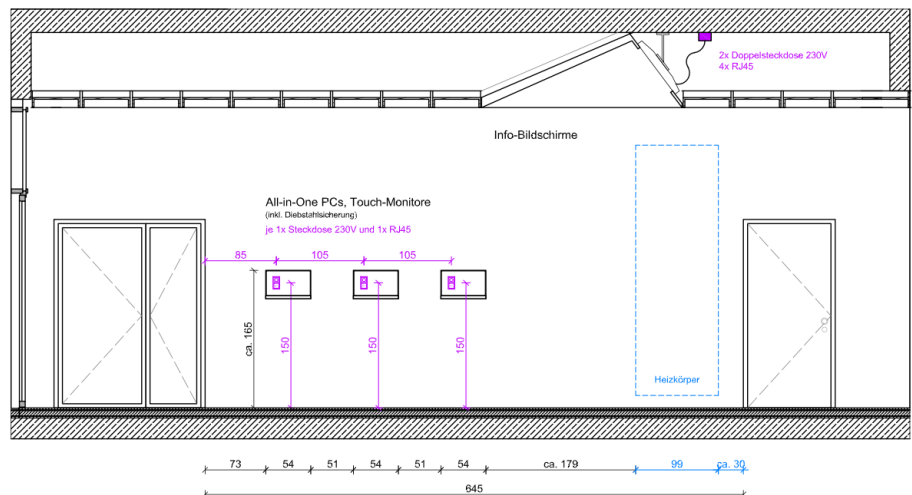 2x Doppelsteckdose 230V
4x RJ45
Info-Bildschirme
All-in-One PCs, Touch-Monitore
(inkl. Diebstahlsicherung)
je 1x Steckdose 230V und 1x RJ45
85 105 105
ca. 165
150 150 150
Heizkörper
73 54 51 54 51 54 ca. 179 99 ca. 30
645